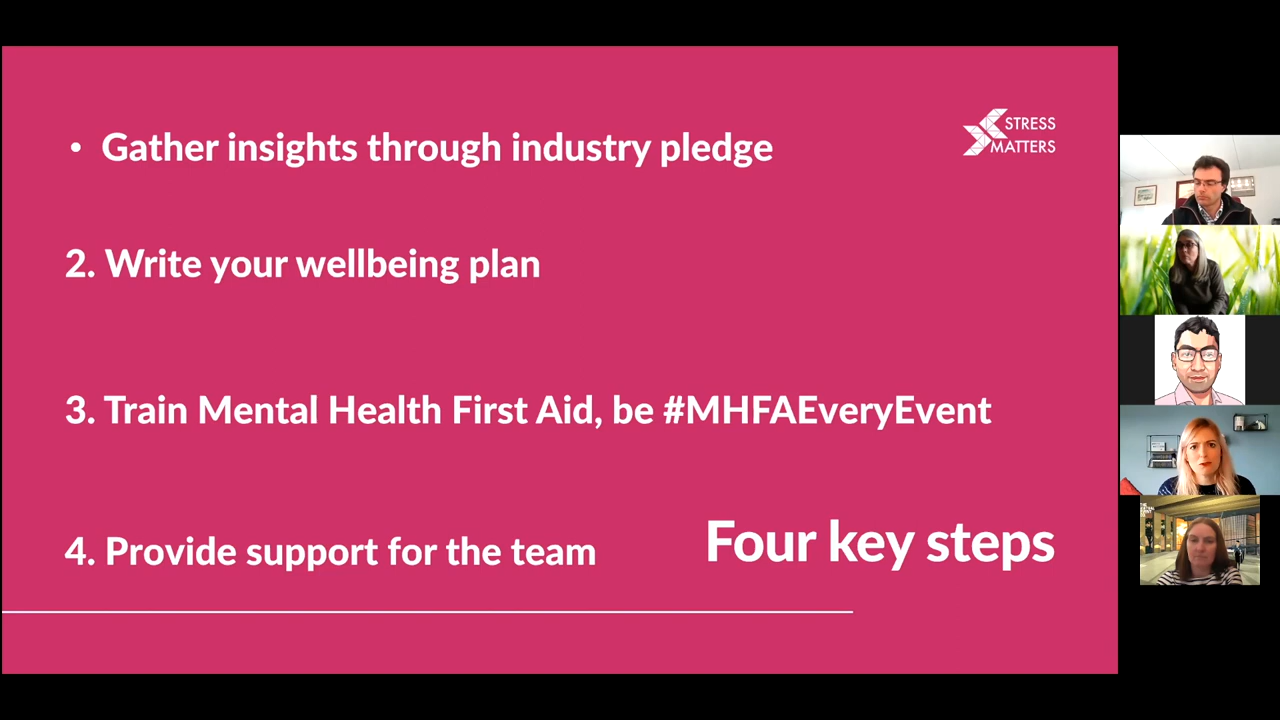 STRESS
MATTERS
• Gather insights through industry pledge
2. Write your wellbeing plan
3. Train Mental Health First Aid, be #MHFAEveryEvent
4. Provide support for the team
Four key steps